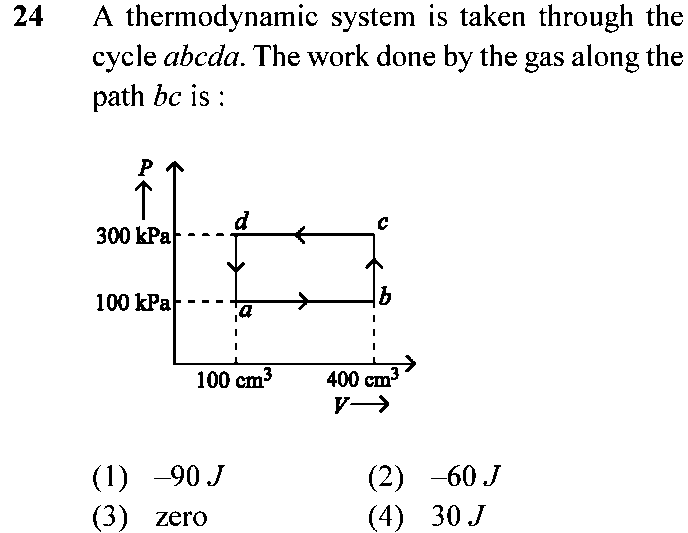 24 A thermodynamic system is taken through the
cycle abcda. The work done by the gas along the
path bc is :
P
300 kPa
d
c
100 kPa
a
b
100 cm³
400 cm³
V
(1) –90 J (2) –60 J
(3) zero (4) 30 J